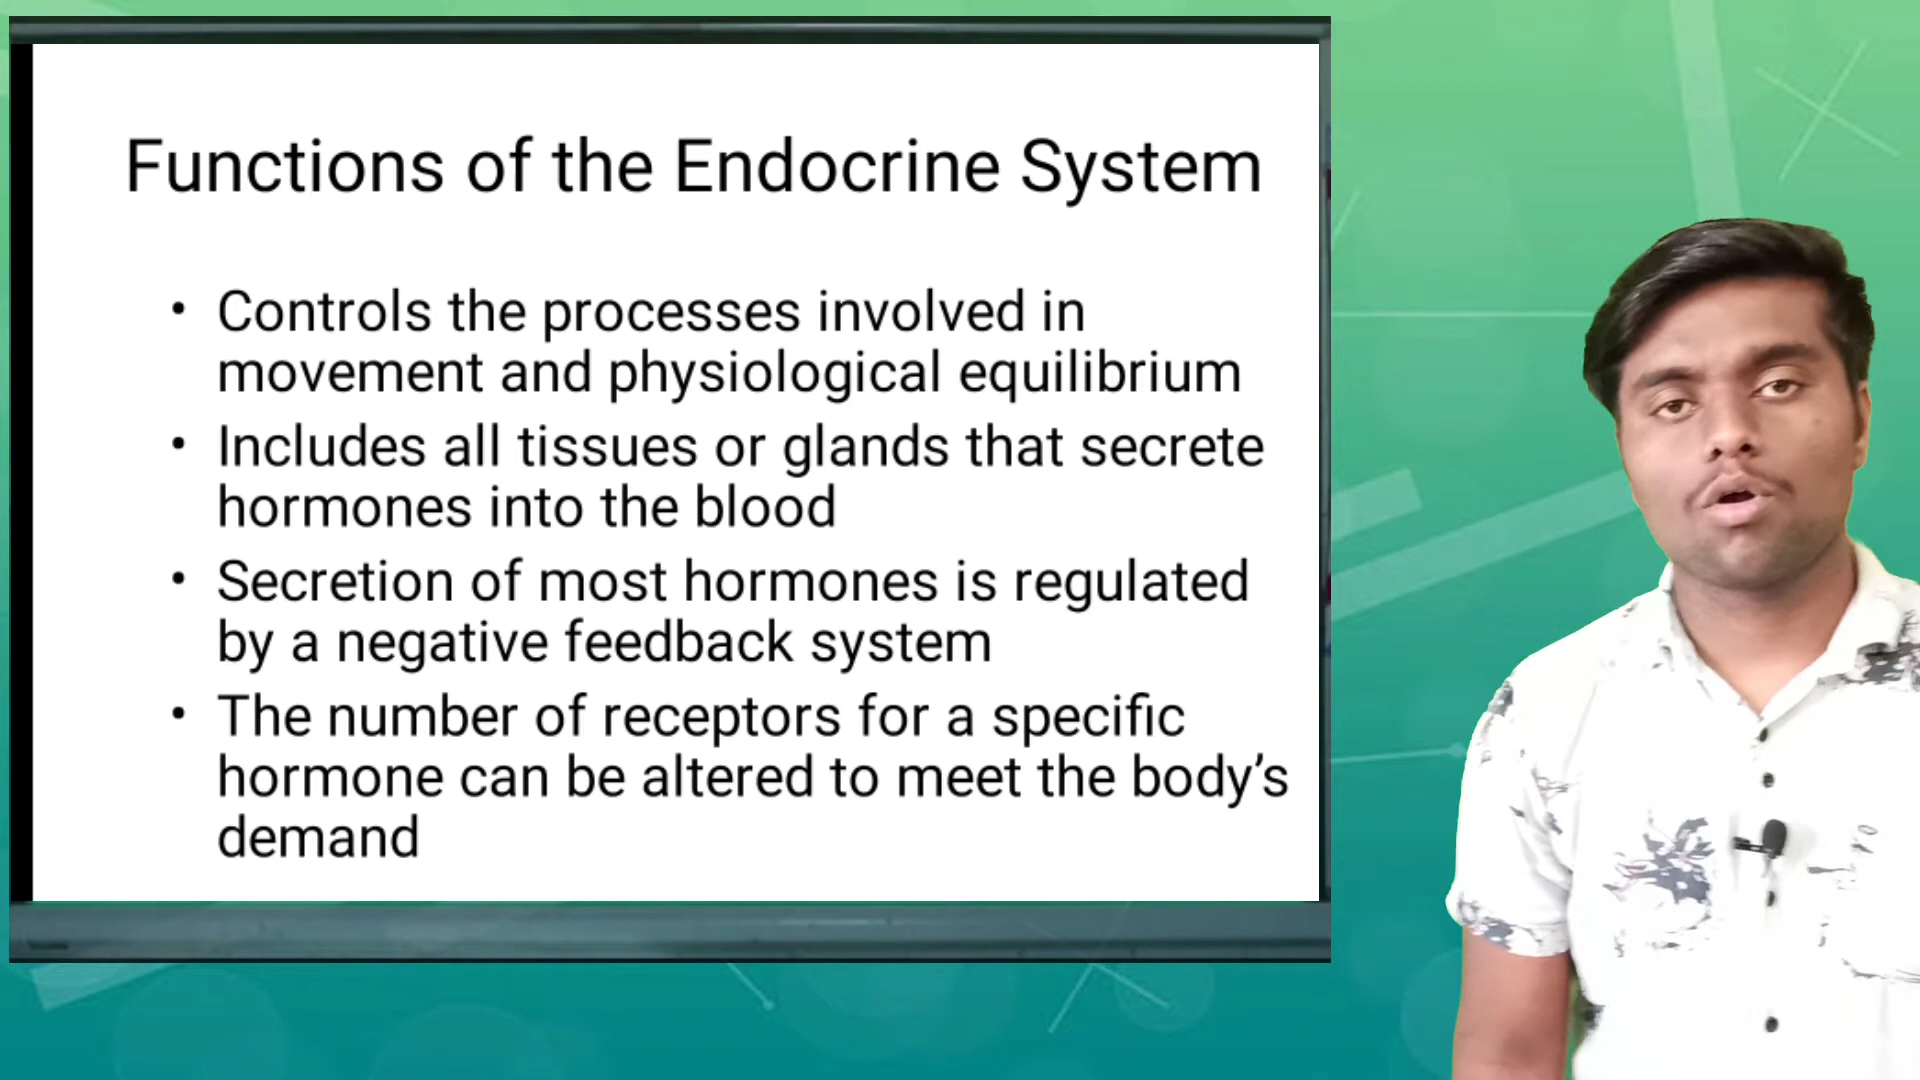 Functions of the Endocrine System
• Controls the processes involved in
movement and physiological equilibrium
• Includes all tissues or glands that secrete
hormones into the blood
• Secretion of most hormones is regulated
by a negative feedback system
• The number of receptors for a specific
hormone can be altered to meet the body’s
demand